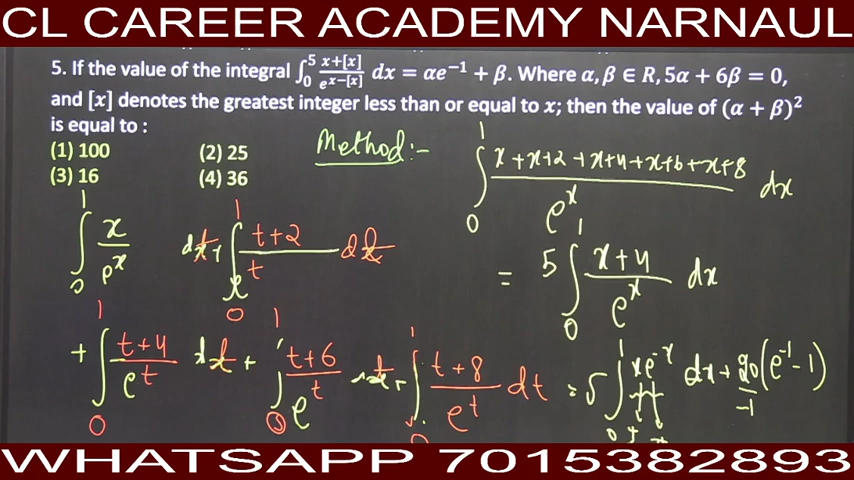 CL CAREER ACADEMY NARNAUL
5. If the value of the integral ∫₀⁵ (x+[x])/(e^(x−[x])) dx = αe⁻¹ + β. Where α, β ∈ R, 5α + 6β = 0,
and [x] denotes the greatest integer less than or equal to x; then the value of (α + β)²
is equal to :
(1) 100 (2) 25
(3) 16 (4) 36
Method:-
∫₀¹ (x+x+2+x+4+x+6+x+8)/(eˣ) dx
∫₀¹ x/eˣ dx + ∫₀¹ (t+2)/(eᵗ) dt
= 5 ∫₀¹ (x+4)/(eˣ) dx
+ ∫₀¹ (t+4)/(eᵗ) dt + ∫₀¹ (t+6)/(eᵗ) dt + ∫₀¹ (t+8)/(eᵗ) dt
= 5 ∫₀¹ xe⁻ˣ dx + 20/(−1) (e⁻¹ − 1)
WHATSAPP 7015382893